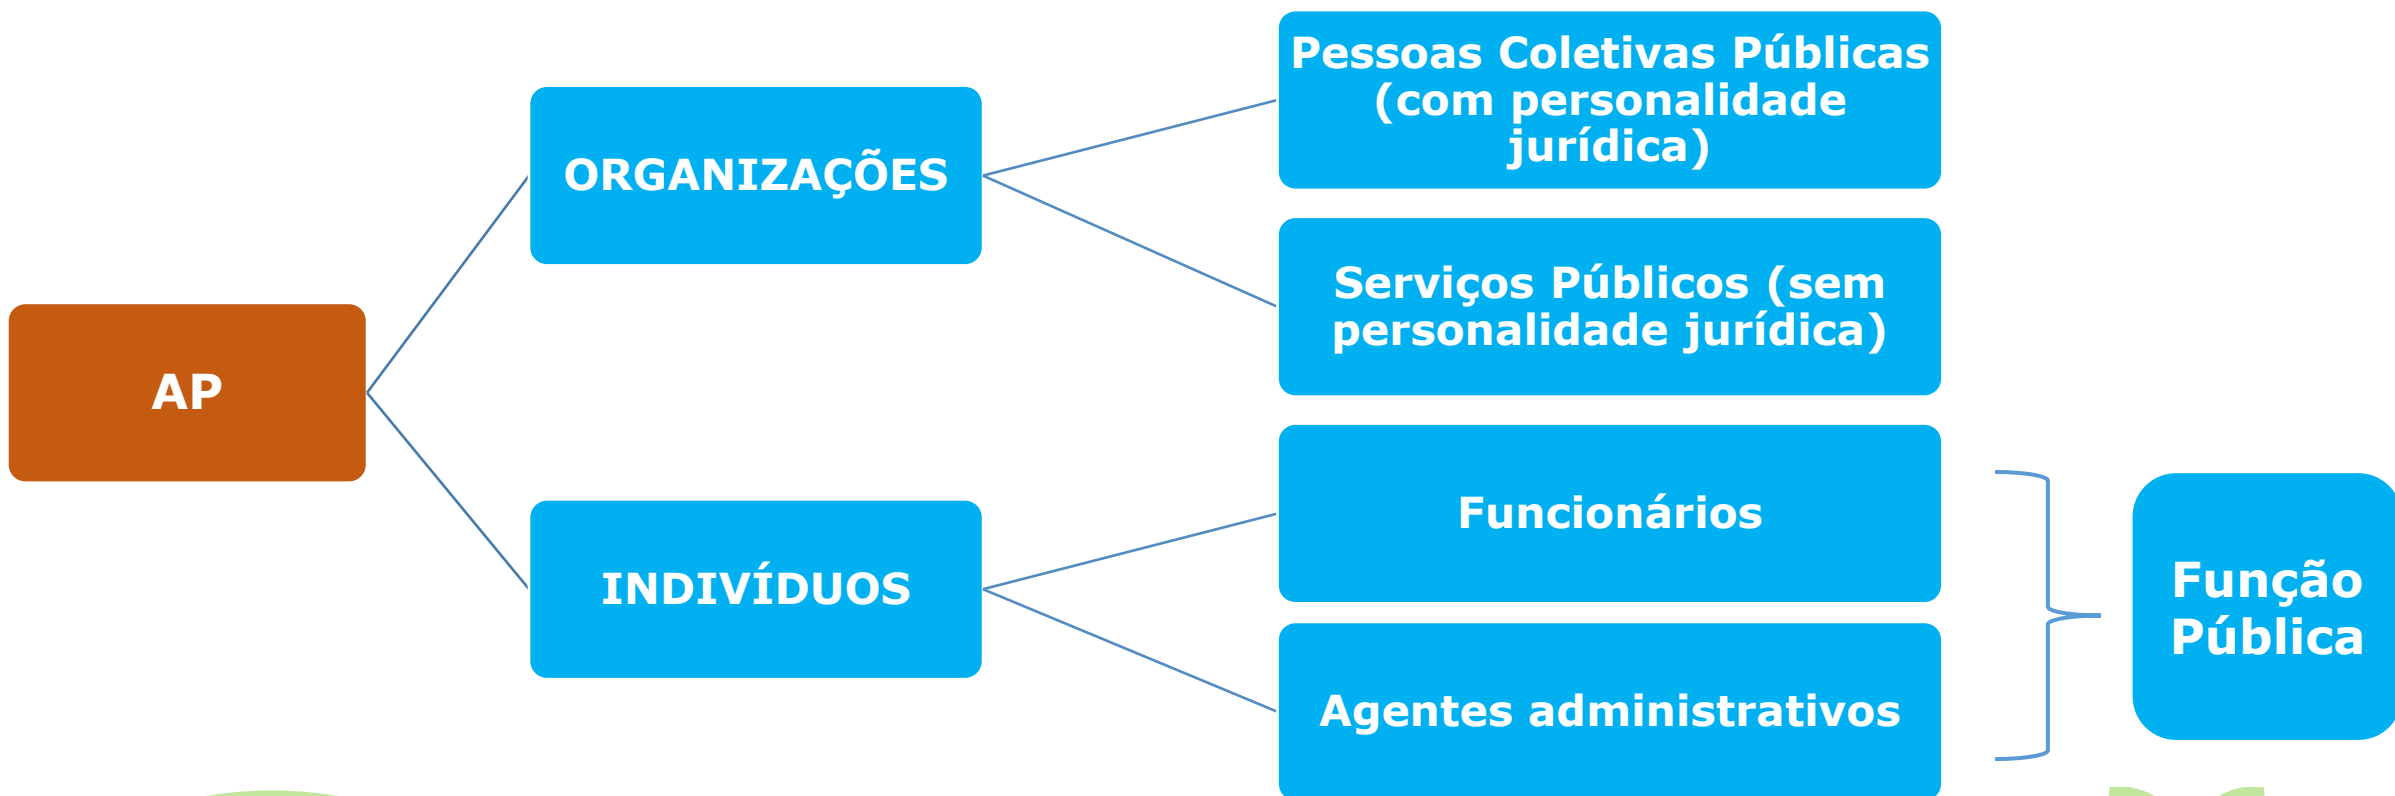 AP
ORGANIZAÇÕES
Pessoas Coletivas Públicas
(com personalidade
jurídica)
Serviços Públicos (sem
personalidade jurídica)
INDIVÍDUOS
Funcionários
Agentes administrativos
Função
Pública